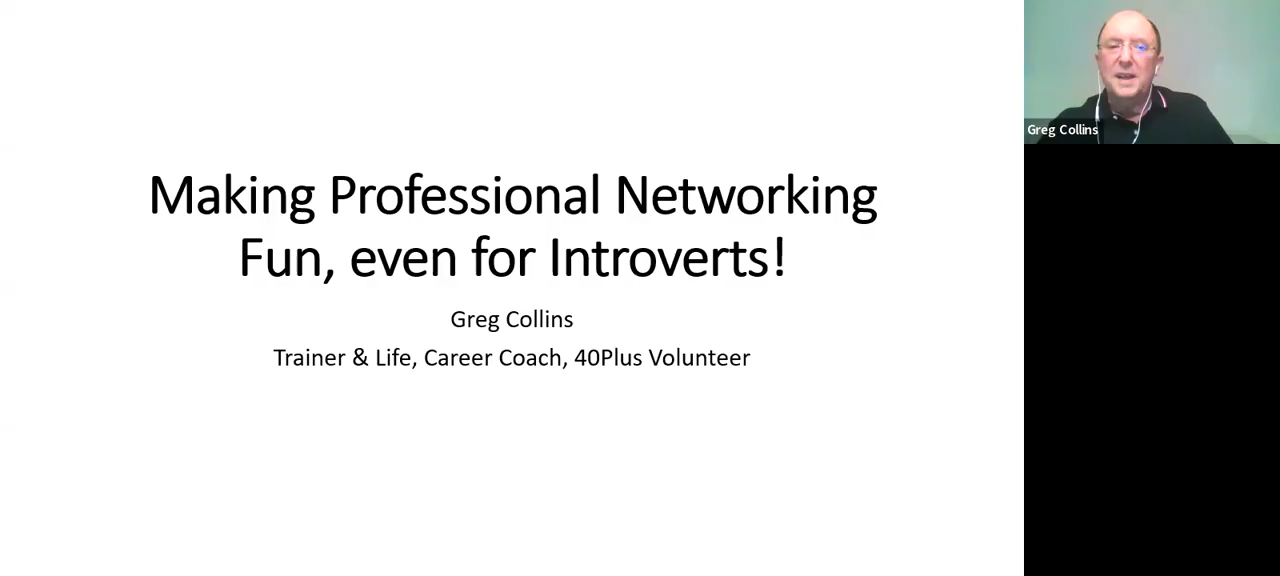 Making Professional Networking
Fun, even for Introverts!
Greg Collins
Trainer & Life, Career Coach, 40Plus Volunteer
Greg Collins